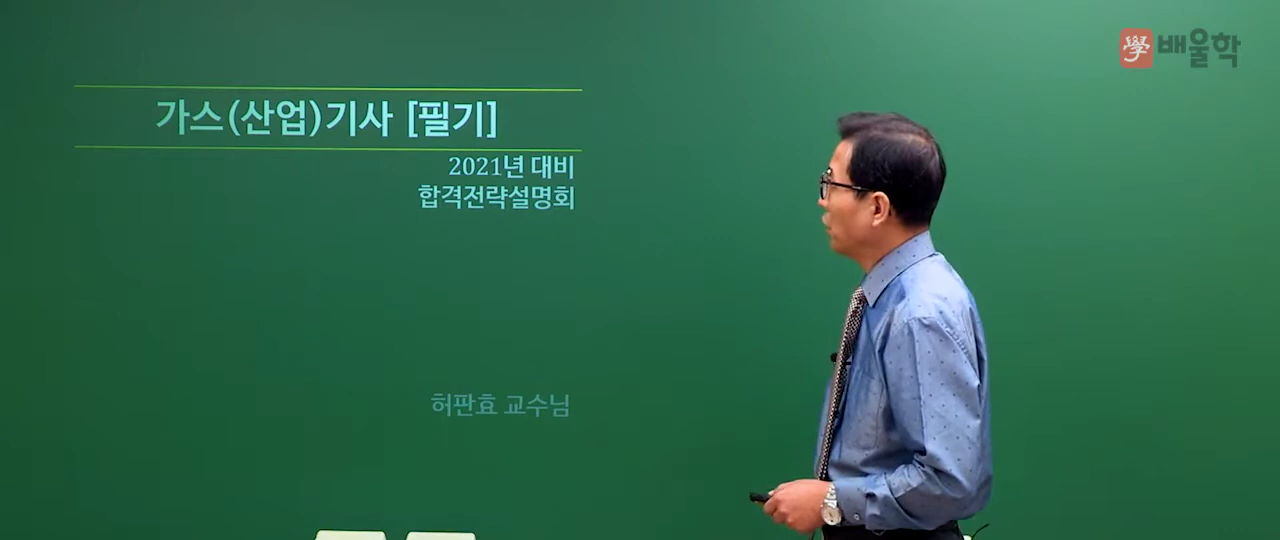 學 배울학
가스(산업)기사 [필기]
2021년 대비
합격전략설명회
허판효 교수님